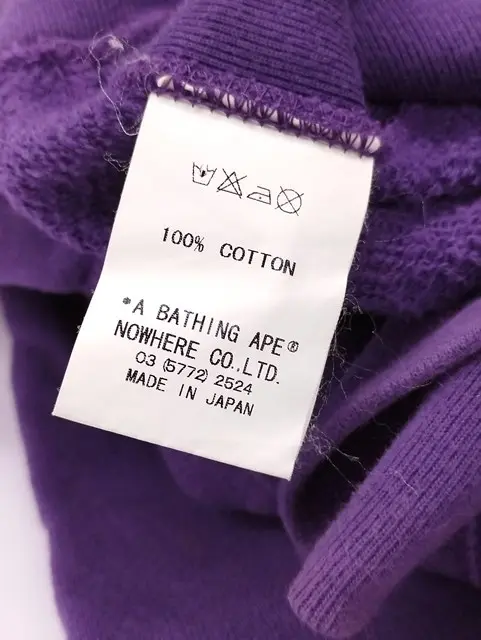 100% COTTON
*A BATHING APE®
NOWHERE CO.,LTD.
03 (5772) 2524
MADE IN JAPAN